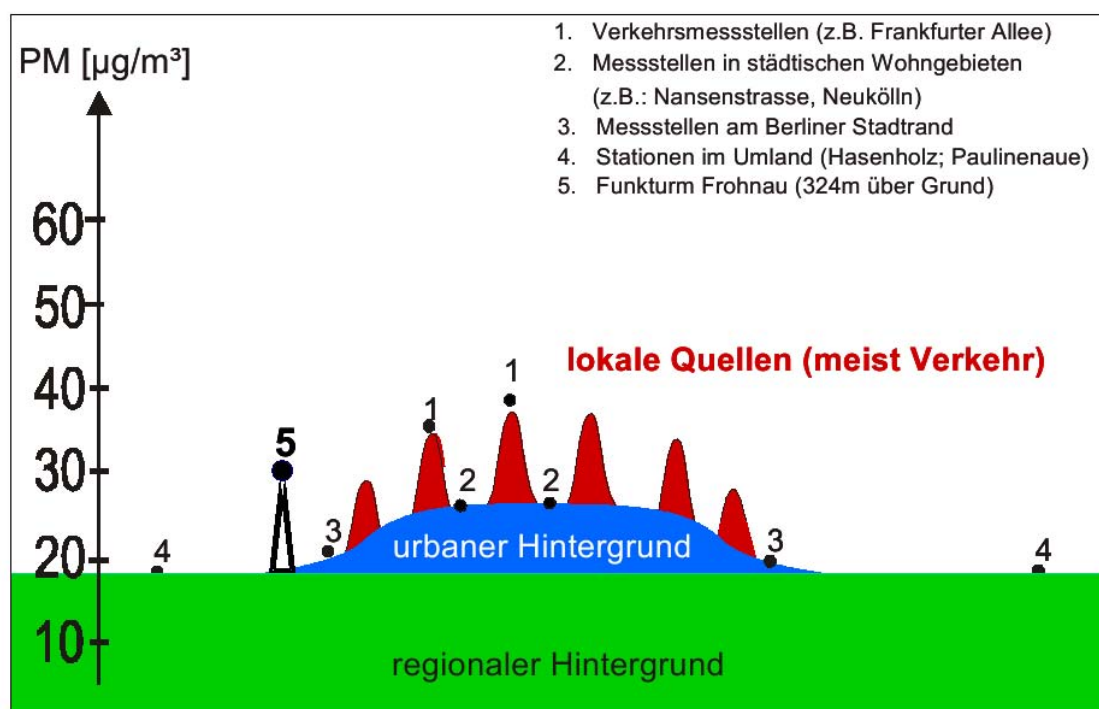 PM [µg/m³]
1. Verkehrsmessstellen (z.B. Frankfurter Allee)
2. Messstellen in städtischen Wohngebieten
(z.B.: Nansenstrasse, Neukölln)
3. Messstellen am Berliner Stadtrand
4. Stationen im Umland (Hasenholz; Paulinenaue)
5. Funkturm Frohnau (324m über Grund)
60
50
lokale Quellen (meist Verkehr)
40
1
1
30
5
2
2
20
4
3
urbaner Hintergrund
3
4
10
regionaler Hintergrund